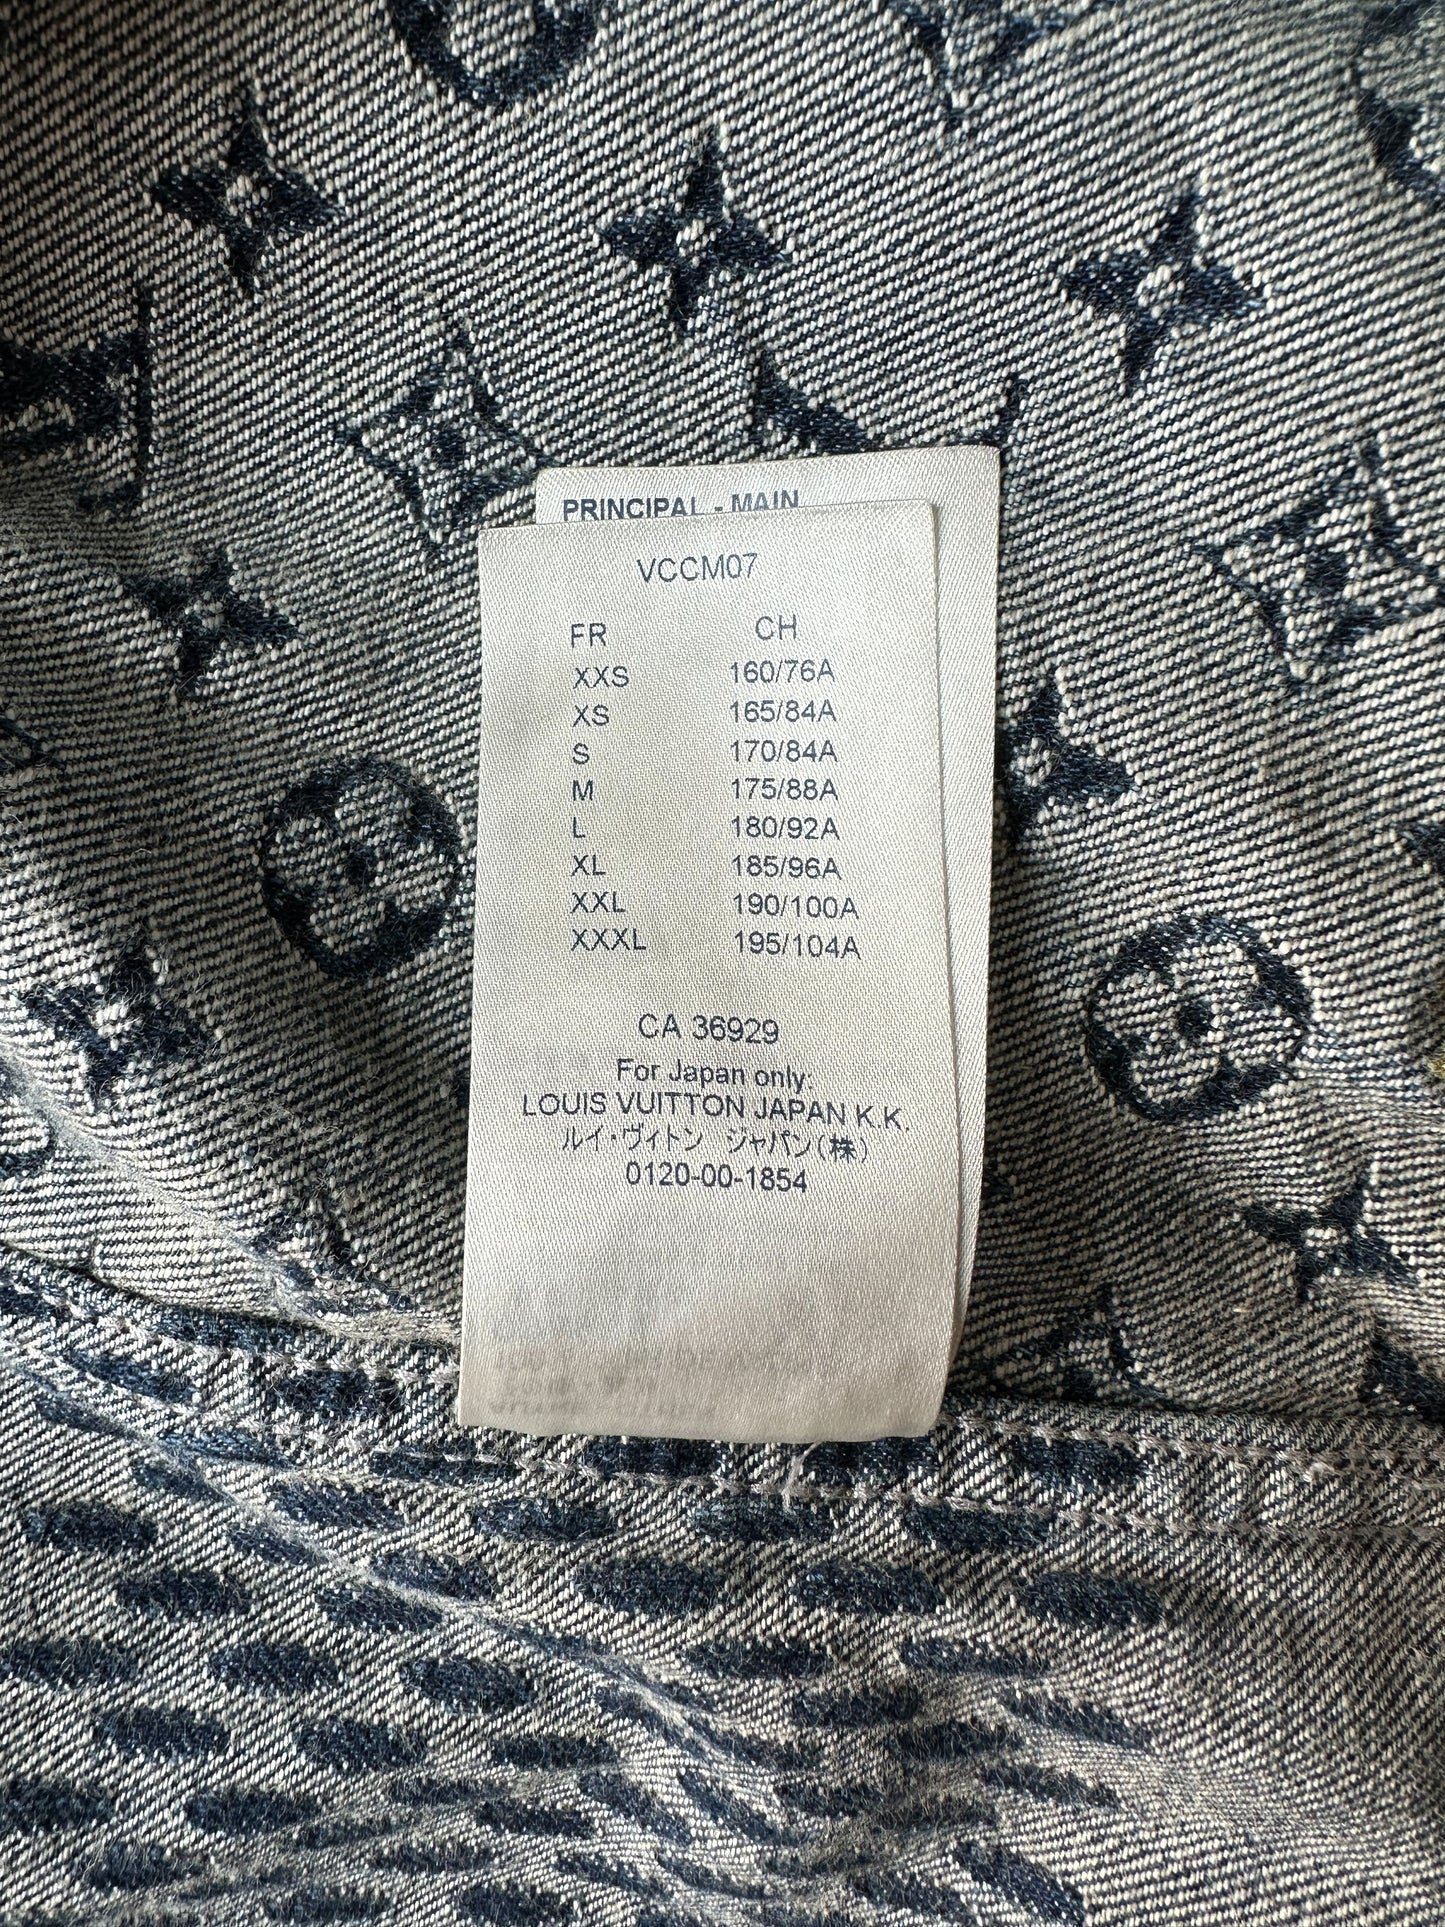 PRINCIPAL - MAIN
VCCM07
FR CH
XXS 160/76A
XS 165/84A
S 170/84A
M 175/88A
L 180/92A
XL 185/96A
XXL 190/100A
XXXL 195/104A
CA 36929
For Japan only:
LOUIS VUITTON JAPAN K.K.
ルイ・ヴィトン ジャパン(株)
0120-00-1854